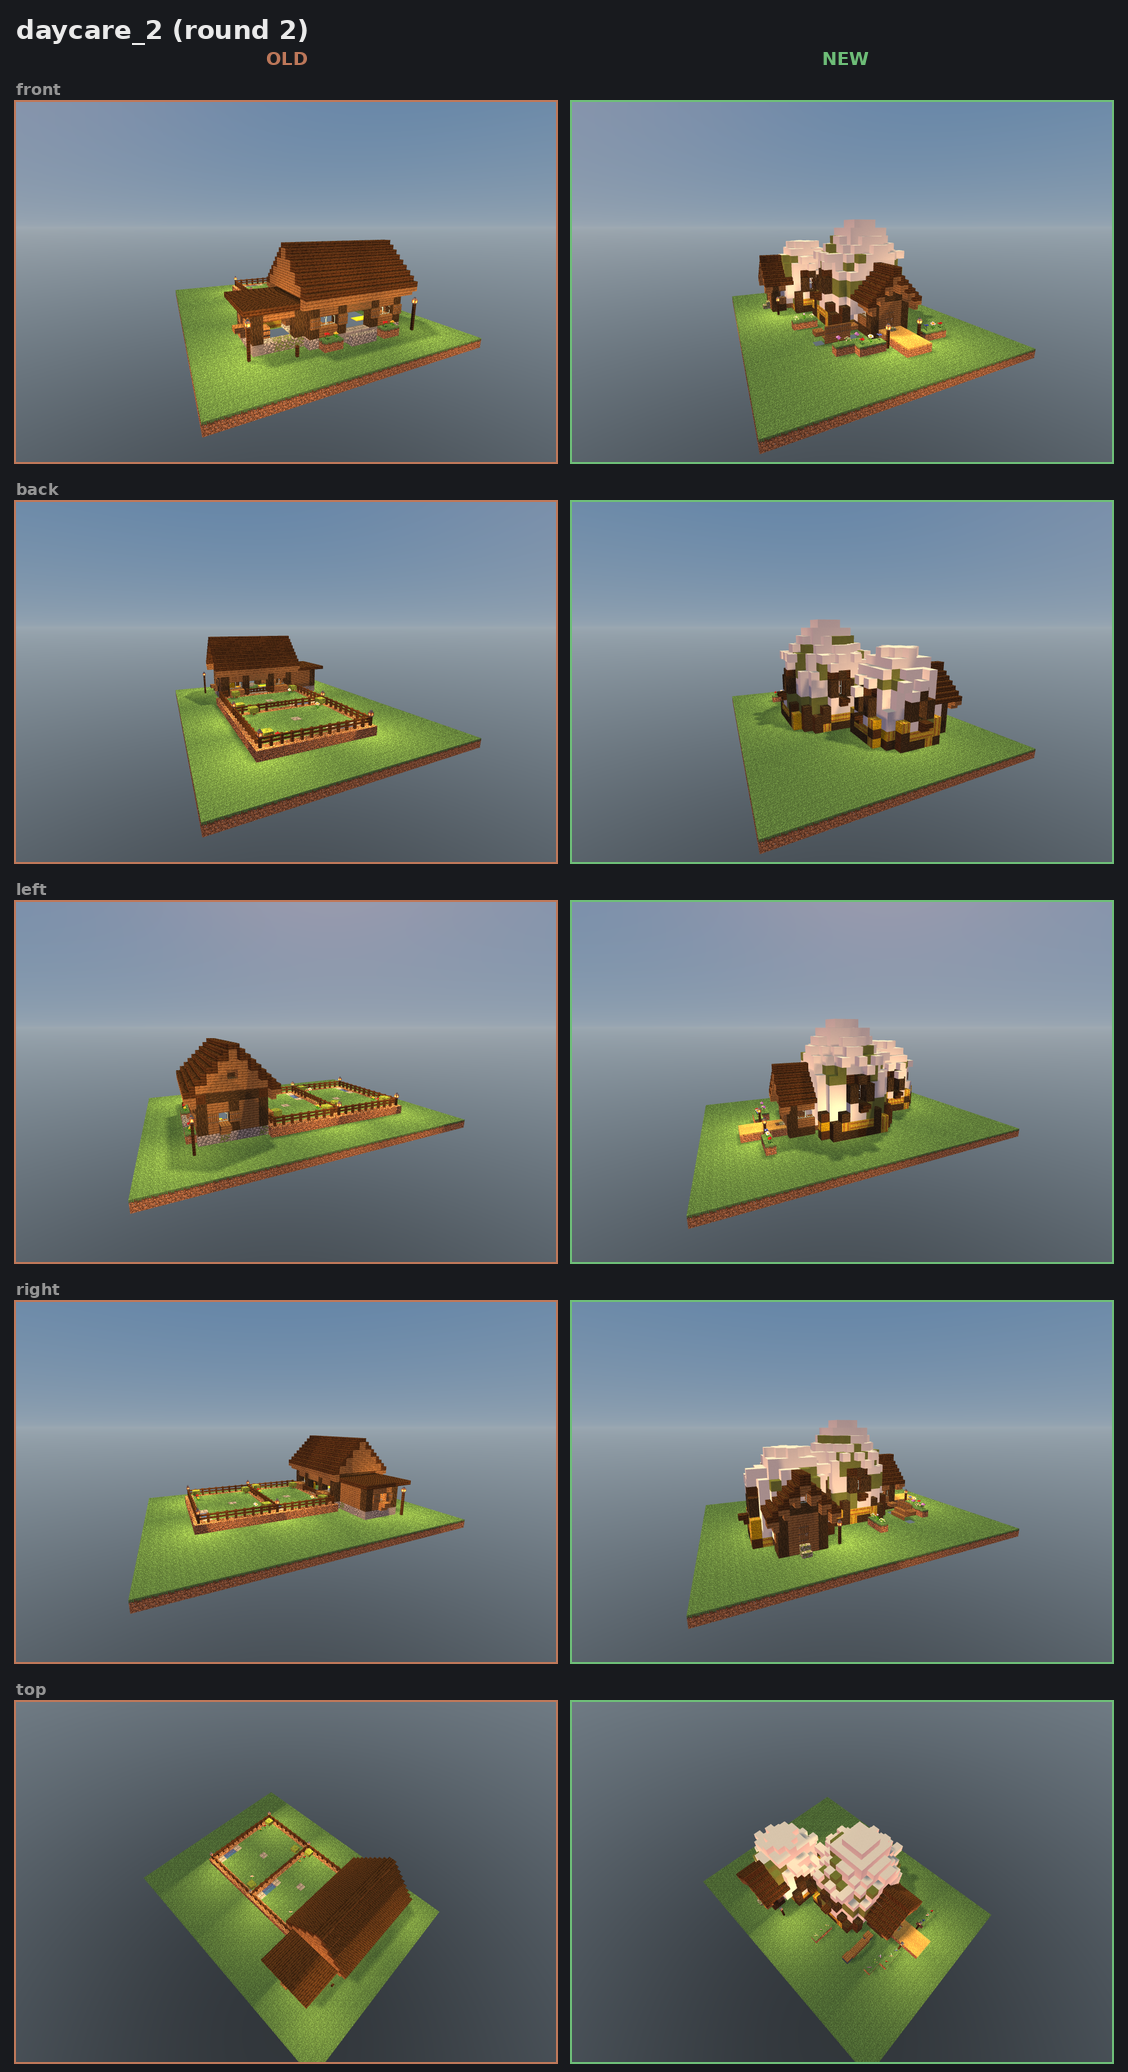 daycare_2 (round 2)
OLD
NEW
front
back
left
right
top